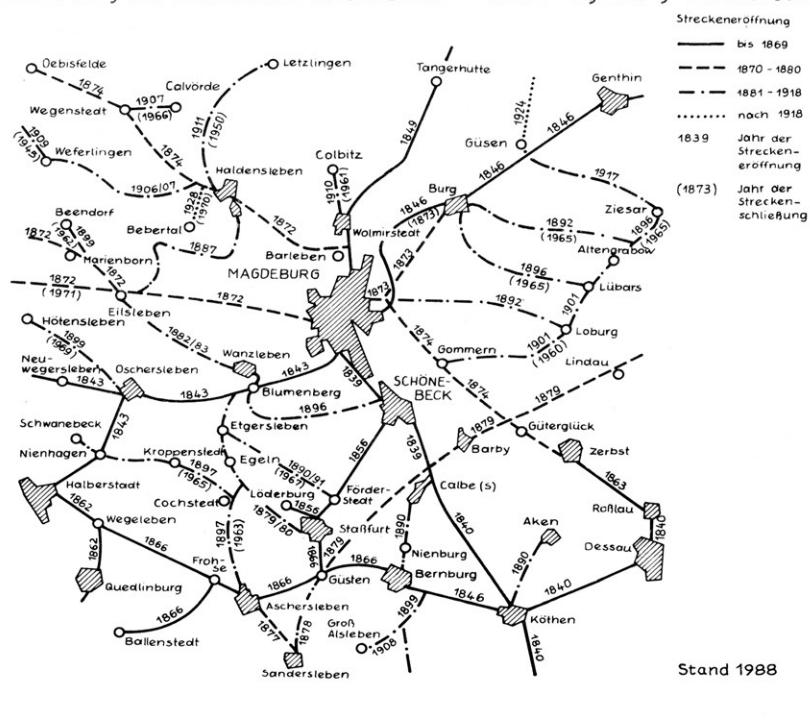 Streckeneröffnung
bis 1869
1870 - 1880
1881 - 1918
nach 1918
1839 Jahr der
Strecken-
eröffnung
(1873) Jahr der
Strecken-
schließung
Oebisfelde
1874
Calvörde
1907
(1966)
Wegenstedt
Letzlingen
1911
(1950)
Tangerhütte
1849
Genthin
1924
1846
Güsen
1846
1917
1909
(1945)
Weferlingen
1874
1906/07
Haldensleben
Colbitz
1910
(1961)
Burg
1846
(1873)
1892
(1965)
Ziesar
1896
(1965)
Altengrabow
Beendorf
1872
(1962)
1899
Marienborn
1928
(1970)
Bebertal
1887
1872
Wolmirstedt
Barleben
1873
1896
(1965)
Lübars
MAGDEBURG
1872
(1971)
1872
1872
Eilsleben
1873
1892
1901
Loburg
Hötensleben
1899
(1969)
1882/83
1874
Gommern
1901
(1960)
Lindau
Neu-
wegersleben
1843
Oschersleben
1843
Wanzleben
1843
Blumenberg
1839
SCHÖNE-
BECK
1874
1879
1896
Schwanebeck
1843
Etgersleben
1856
1839
1879
Güterglück
Barby
Zerbst
Nienhagen
Kroppenstedt
1897
(1965)
Egeln
1890/91
(1967)
1863
Halberstadt
Cochstedt
Löderburg
1856
Förder-
stedt
Calbe (S)
1862
Wegeleben
1897
(1963)
1879/80
Staßfurt
1890
1840
Aken
Roßlau
1840
1862
1866
1866
1879
Nienburg
Dessau
Quedlinburg
Froh-
se
1866
Güsten
1866
Bernburg
1890
1840
1846
1866
Aschersleben
1899
Köthen
Ballenstedt
1877
1878
Groß
Alsleben
1908
1840
Sandersleben
Stand 1988